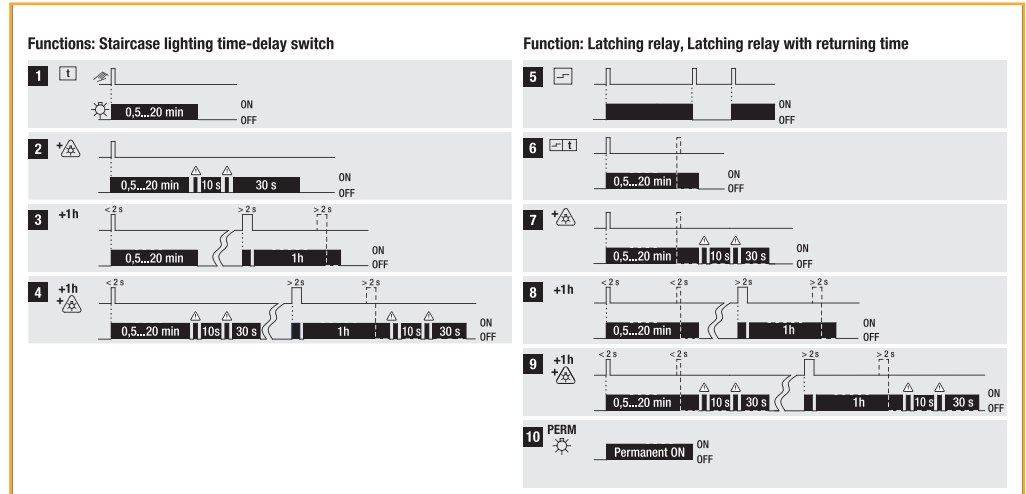 Functions: Staircase lighting time-delay switch
1 t
0,5...20 min ON
OFF
2 +
0,5...20 min 10 s 30 s ON
OFF
3 +1h < 2 s > 2 s > 2 s
0,5...20 min 1h ON
OFF
4 +1h < 2 s > 2 s > 2 s
+
0,5...20 min 10s 30 s 1h 10 s 30 s ON
OFF
Function: Latching relay, Latching relay with returning time
5
ON
OFF
6 t
0,5...20 min ON
OFF
7 +
0,5...20 min 10 s 30 s ON
OFF
8 +1h < 2 s < 2 s > 2 s > 2 s
0,5...20 min 1h ON
OFF
9 +1h < 2 s < 2 s > 2 s > 2 s
+
0,5...20 min 10 s 30 s 1h 10 s 30 s ON
OFF
10 PERM
Permanent ON ON
OFF